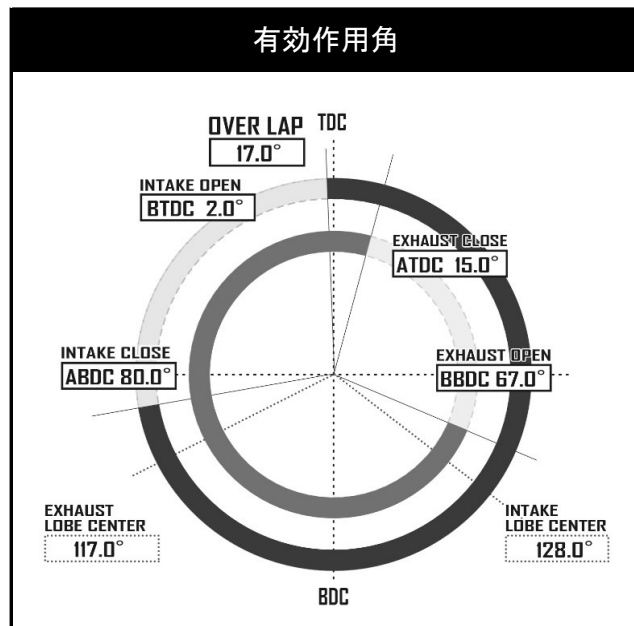 有効作用角
OVER LAP
17.0°
TDC
INTAKE OPEN
BTDC 2.0°
EXHAUST CLOSE
ATDC 15.0°
INTAKE CLOSE
ABDC 80.0°
EXHAUST OPEN
BBDC 67.0°
EXHAUST
LOBE CENTER
117.0°
INTAKE
LOBE CENTER
128.0°
BDC